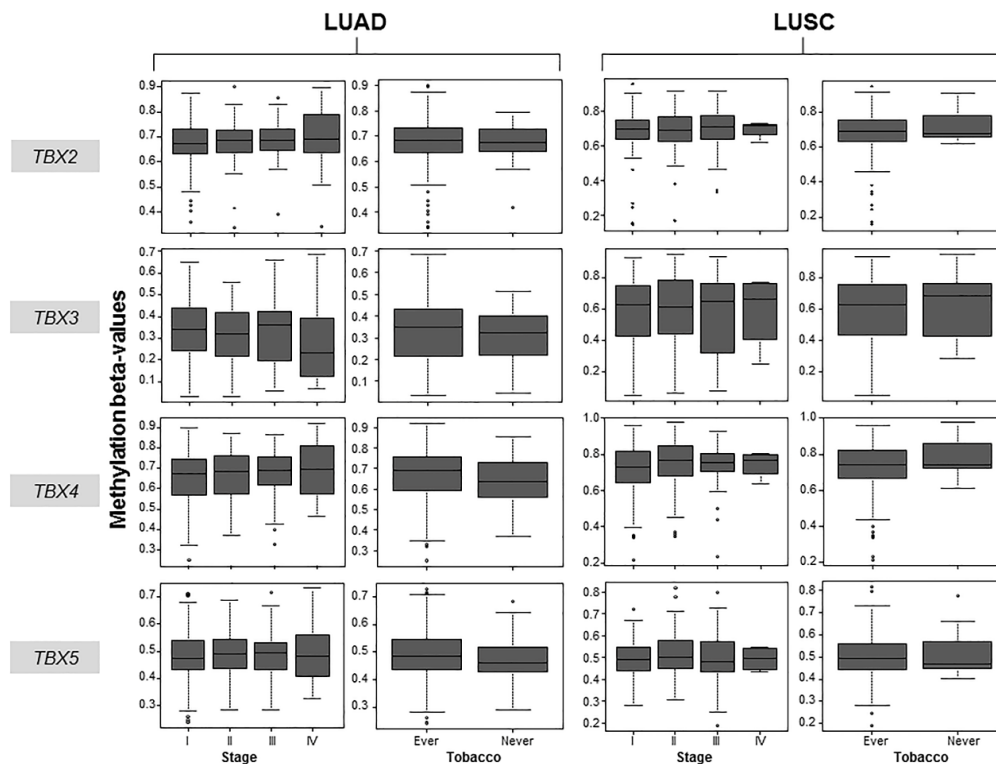 LUAD LUSC
Methylation beta-values
TBX2
0.9 0.8 0.7 0.6 0.5 0.4
0.9 0.8 0.7 0.6 0.5 0.4
0.8 0.6 0.4 0.2
0.8 0.6 0.4 0.2
TBX3
0.7 0.6 0.5 0.4 0.3 0.2 0.1
0.7 0.6 0.5 0.4 0.3 0.2 0.1
0.8 0.6 0.4 0.2
0.8 0.6 0.4 0.2
TBX4
0.9 0.8 0.7 0.6 0.5 0.4 0.3
0.9 0.8 0.7 0.6 0.5 0.4 0.3
1.0 0.8 0.6 0.4 0.2
1.0 0.8 0.6 0.4 0.2
TBX5
0.7 0.6 0.5 0.4 0.3
0.7 0.6 0.5 0.4 0.3
0.9 0.8 0.7 0.6 0.5 0.4 0.3 0.2
0.8 0.7 0.6 0.5 0.4 0.3 0.2
I II III IV Ever Never I II III IV Ever Never
Stage Tobacco Stage Tobacco